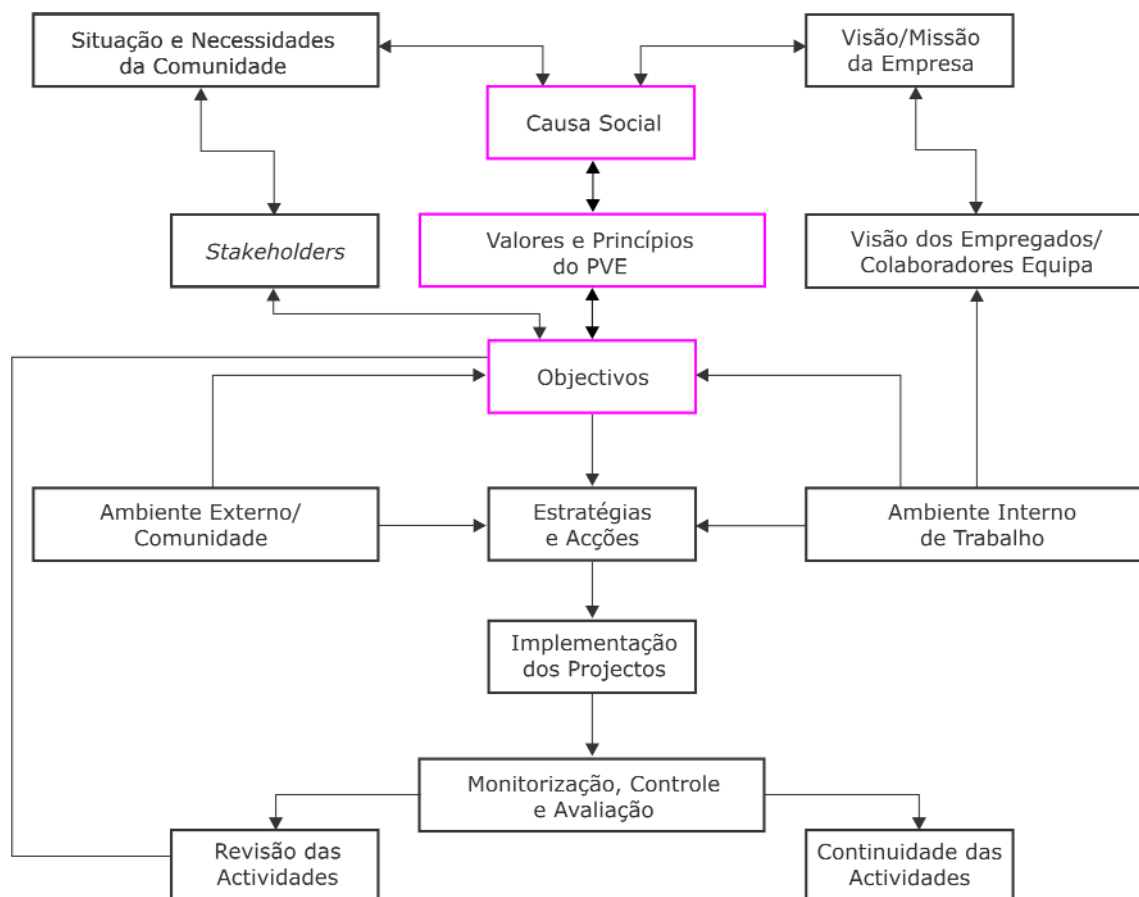 Situação e Necessidades
da Comunidade
Visão/Missão
da Empresa
Causa Social
Stakeholders
Valores e Princípios
do PVE
Visão dos Empregados/
Colaboradores Equipa
Objectivos
Ambiente Externo/
Comunidade
Estratégias
e Acções
Ambiente Interno
de Trabalho
Implementação
dos Projectos
Monitorização, Controle
e Avaliação
Revisão das
Actividades
Continuidade das
Actividades